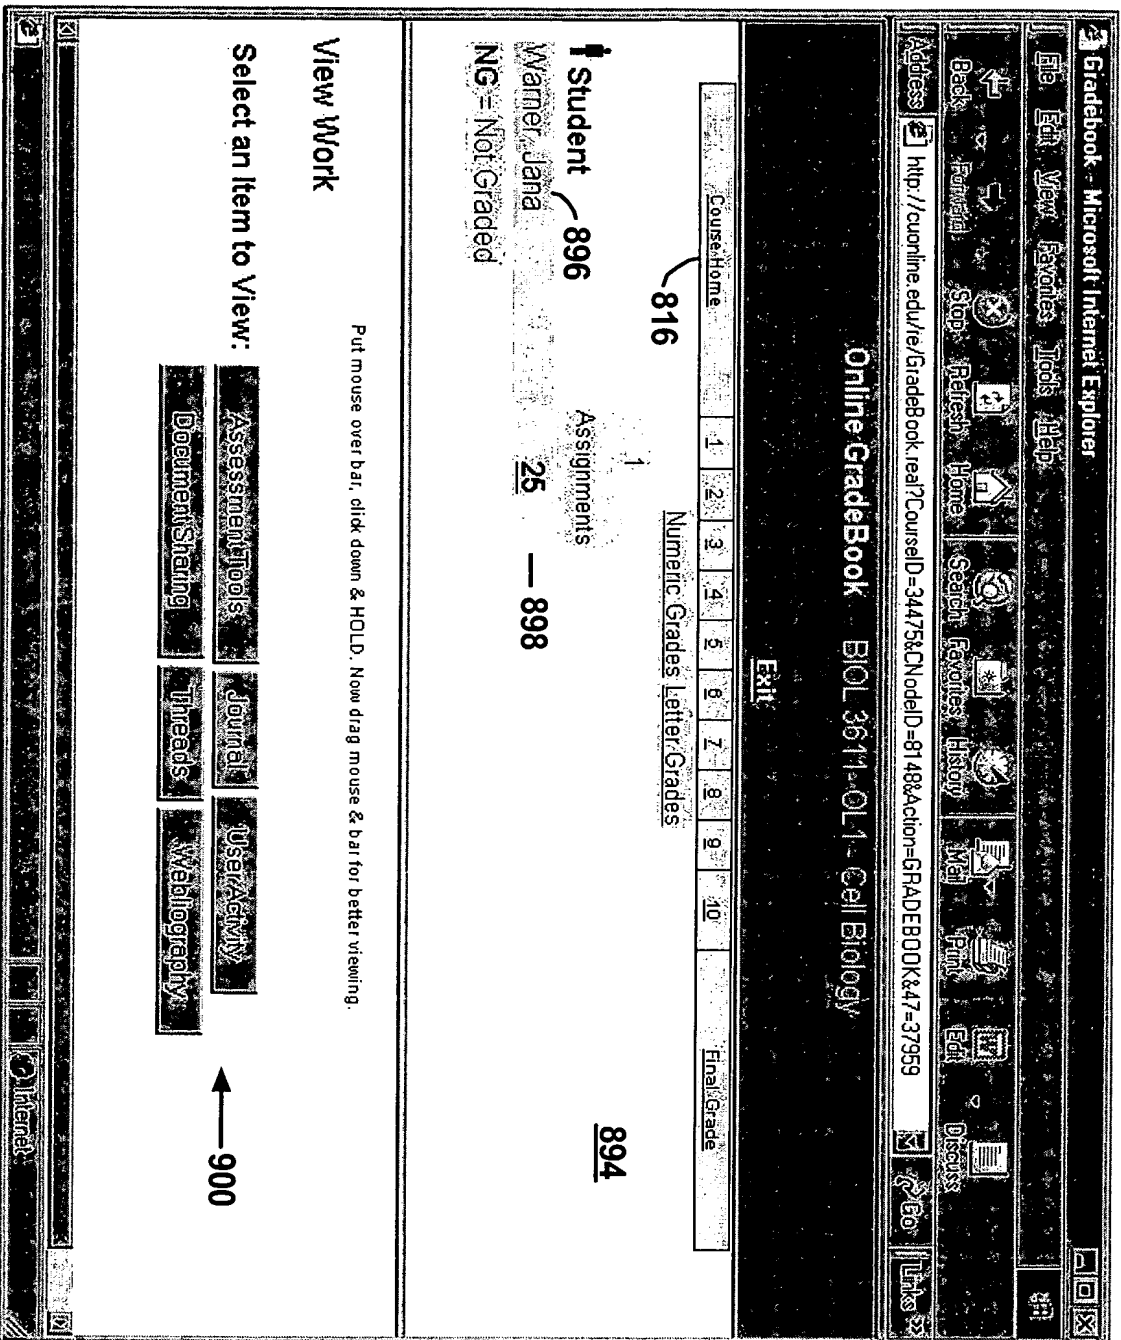 Gradebook - Microsoft Internet Explorer
File Edit View Favorites Tools Help
Back Forward Stop Refresh Home Search Favorites History Mail Print Edit Discuss
Address http://cuonline.edu/re/GradeBook.real?CourseID=34475&CNodeID=8148&Action=GRADEBOOK&47=37959 Go Links »
Online GradeBook BIOL 3611-OL1 - Cell Biology
Exit
Course Home 1 2 3 4 5 6 7 8 9 10 Final Grade
816
Numeric Grades Letter Grades
1
894
Student 896 Assignments
Warner, Jana 25 898
NG = Not Graded
Put mouse over bar, click down & HOLD. Now drag mouse & bar for better viewing.
View Work
Select an Item to View: Assessment Tools Journal User Activity
900
Document Sharing Threads Webliography
Internet